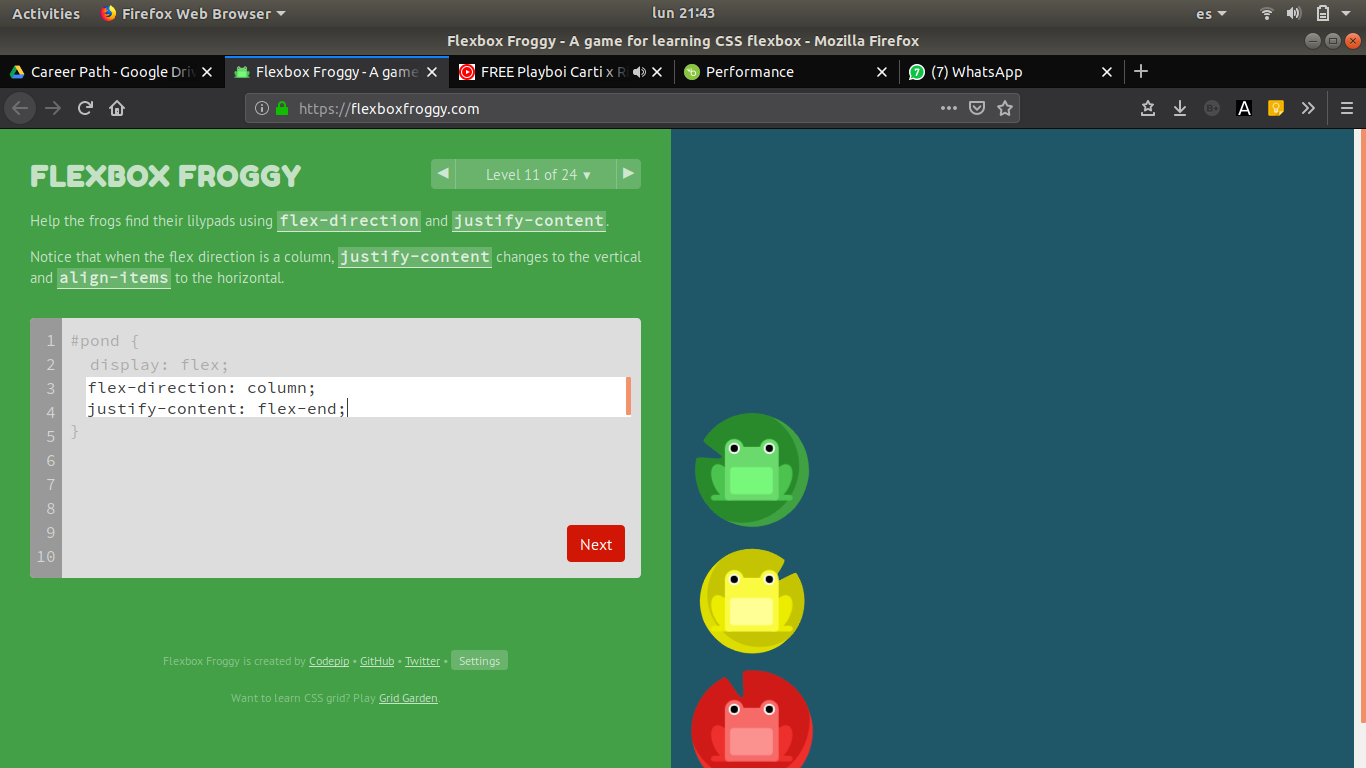 Activities Firefox Web Browser lun 21:43 es
Flexbox Froggy - A game for learning CSS flexbox - Mozilla Firefox
Career Path - Google Dri Flexbox Froggy - A game FREE Playboi Carti x R (7) WhatsApp Performance
https://flexboxfroggy.com
FLEXBOX FROGGY
Level 11 of 24
Help the frogs find their lilypads using flex-direction and justify-content.
Notice that when the flex direction is a column, justify-content changes to the vertical
and align-items to the horizontal.
1 #pond {
2 display: flex;
3 flex-direction: column;
4 justify-content: flex-end;
5 }
6
7
8
9
10
Next
Flexbox Froggy is created by Codepip • GitHub • Twitter • Settings
Want to learn CSS grid? Play Grid Garden.